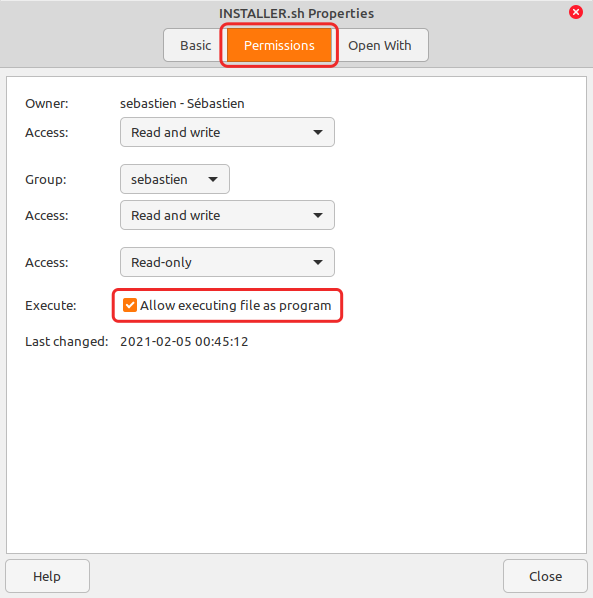 INSTALLER.sh Properties
Basic Permissions Open With
Owner: sebastien - Sébastien
Access: Read and write
Group: sebastien
Access: Read and write
Access: Read-only
Execute: Allow executing file as program
Last changed: 2021-02-05 00:45:12
Help Close